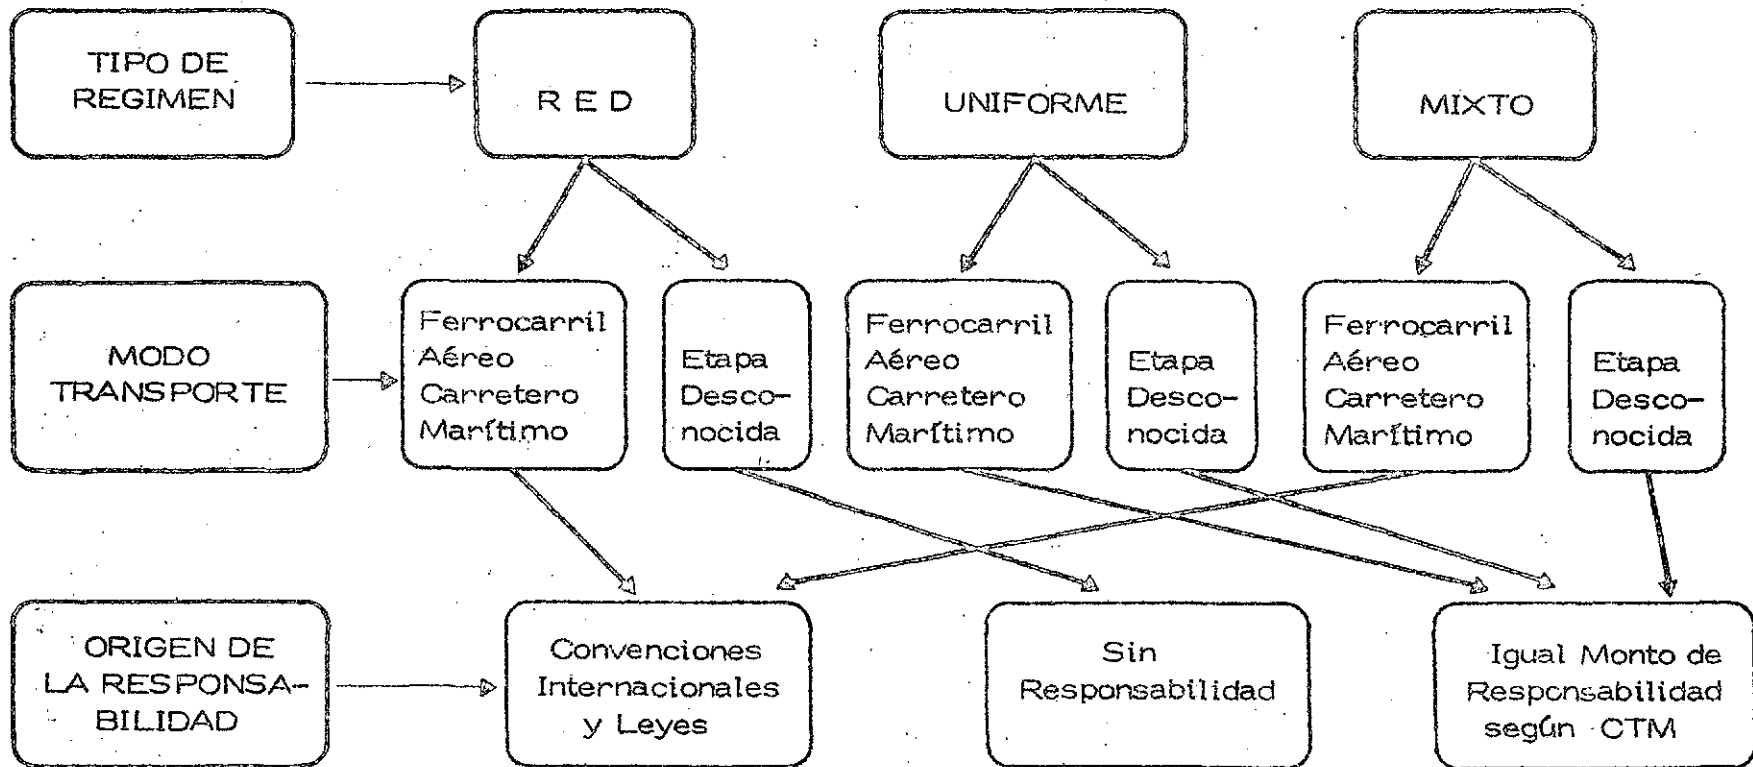 TIPO DE
REGIMEN
R E D
UNIFORME
MIXTO
MODO
TRANSPORTE
Ferrocarril
Aéreo
Carretero
Marítimo
Etapa
Desco-
nocida
Ferrocarril
Aéreo
Carretero
Marítimo
Etapa
Desco-
nocida
Ferrocarril
Aéreo
Carretero
Marítimo
Etapa
Desco-
nocida
ORIGEN DE
LA RESPONSA-
BILIDAD
Convenciones
Internacionales
y Leyes
Sin
Responsabilidad
Igual Monto de
Responsabilidad
según CTM